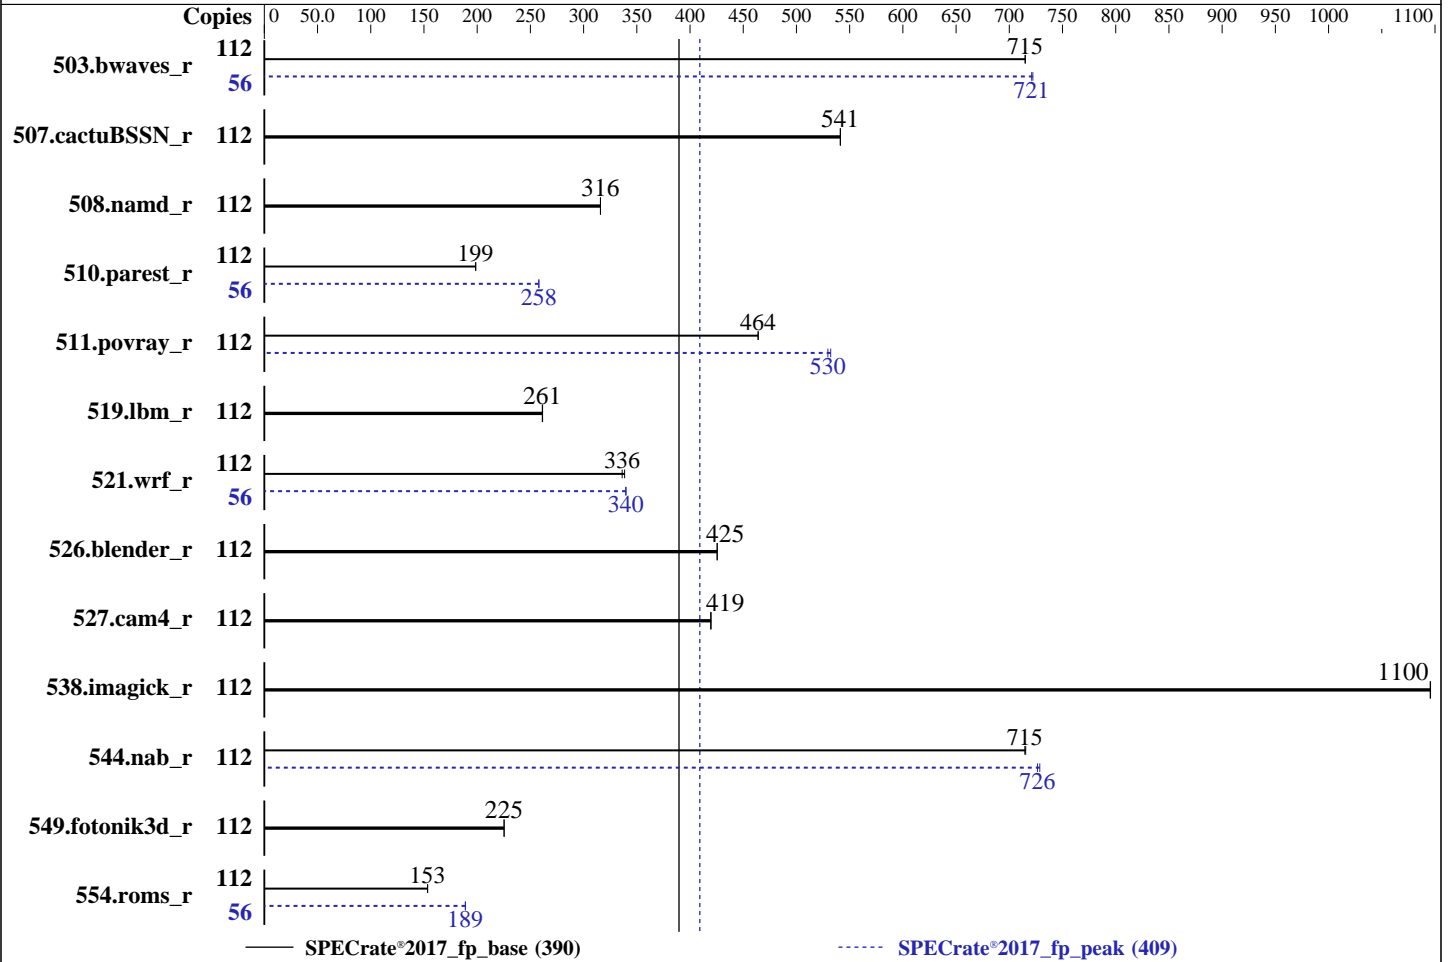 Copies 0 50.0 100 150 200 250 300 350 400 450 500 550 600 650 700 750 800 850 900 950 1000 1100
503.bwaves_r 112 715
56 721
507.cactuBSSN_r 112 541
508.namd_r 112 316
510.parest_r 112 199
56 258
511.povray_r 112 464
530
519.lbm_r 112 261
521.wrf_r 112 336
56 340
526.blender_r 112 425
527.cam4_r 112 419
538.imagick_r 112 1100
544.nab_r 112 715
726
549.fotonik3d_r 112 225
554.roms_r 112 153
56 189
SPECrate®2017_fp_base (390) SPECrate®2017_fp_peak (409)